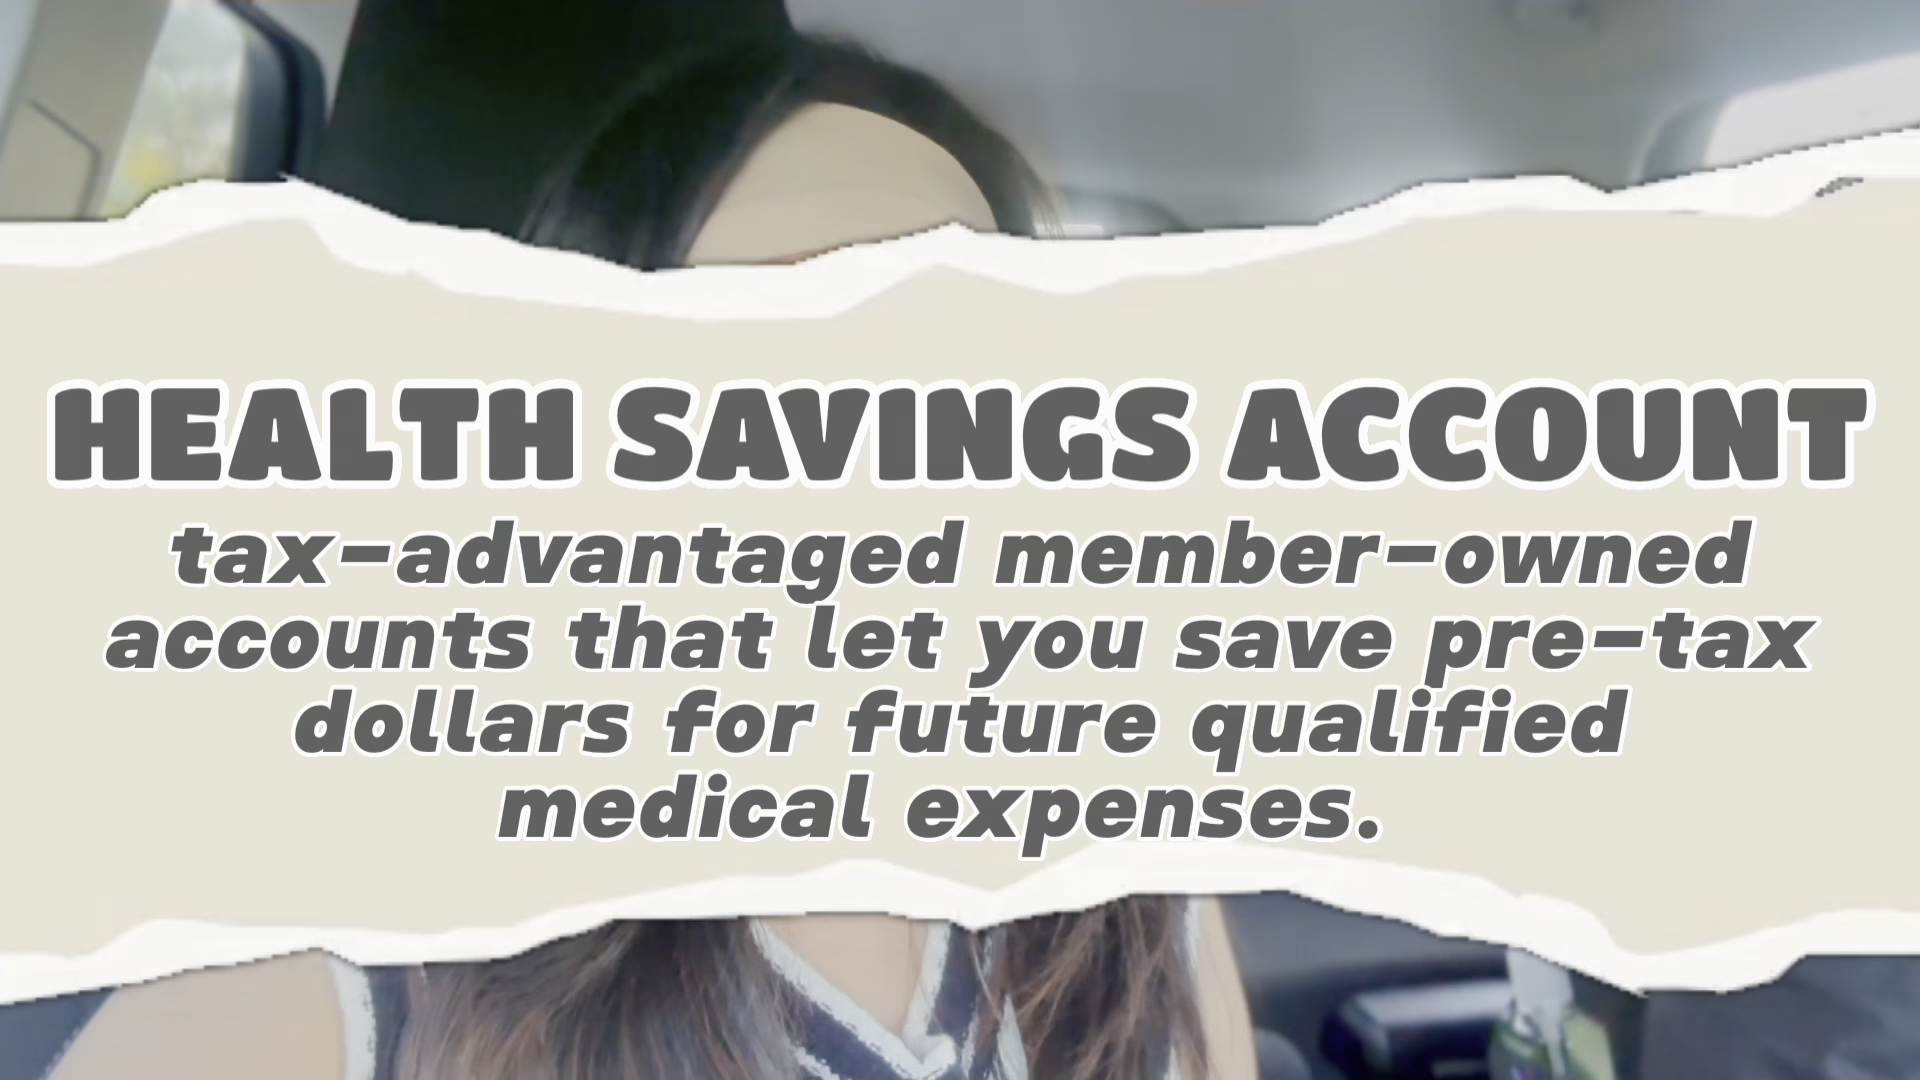 HEALTH SAVINGS ACCOUNT
tax-advantaged member-owned
accounts that let you save pre-tax
dollars for future qualified
medical expenses.